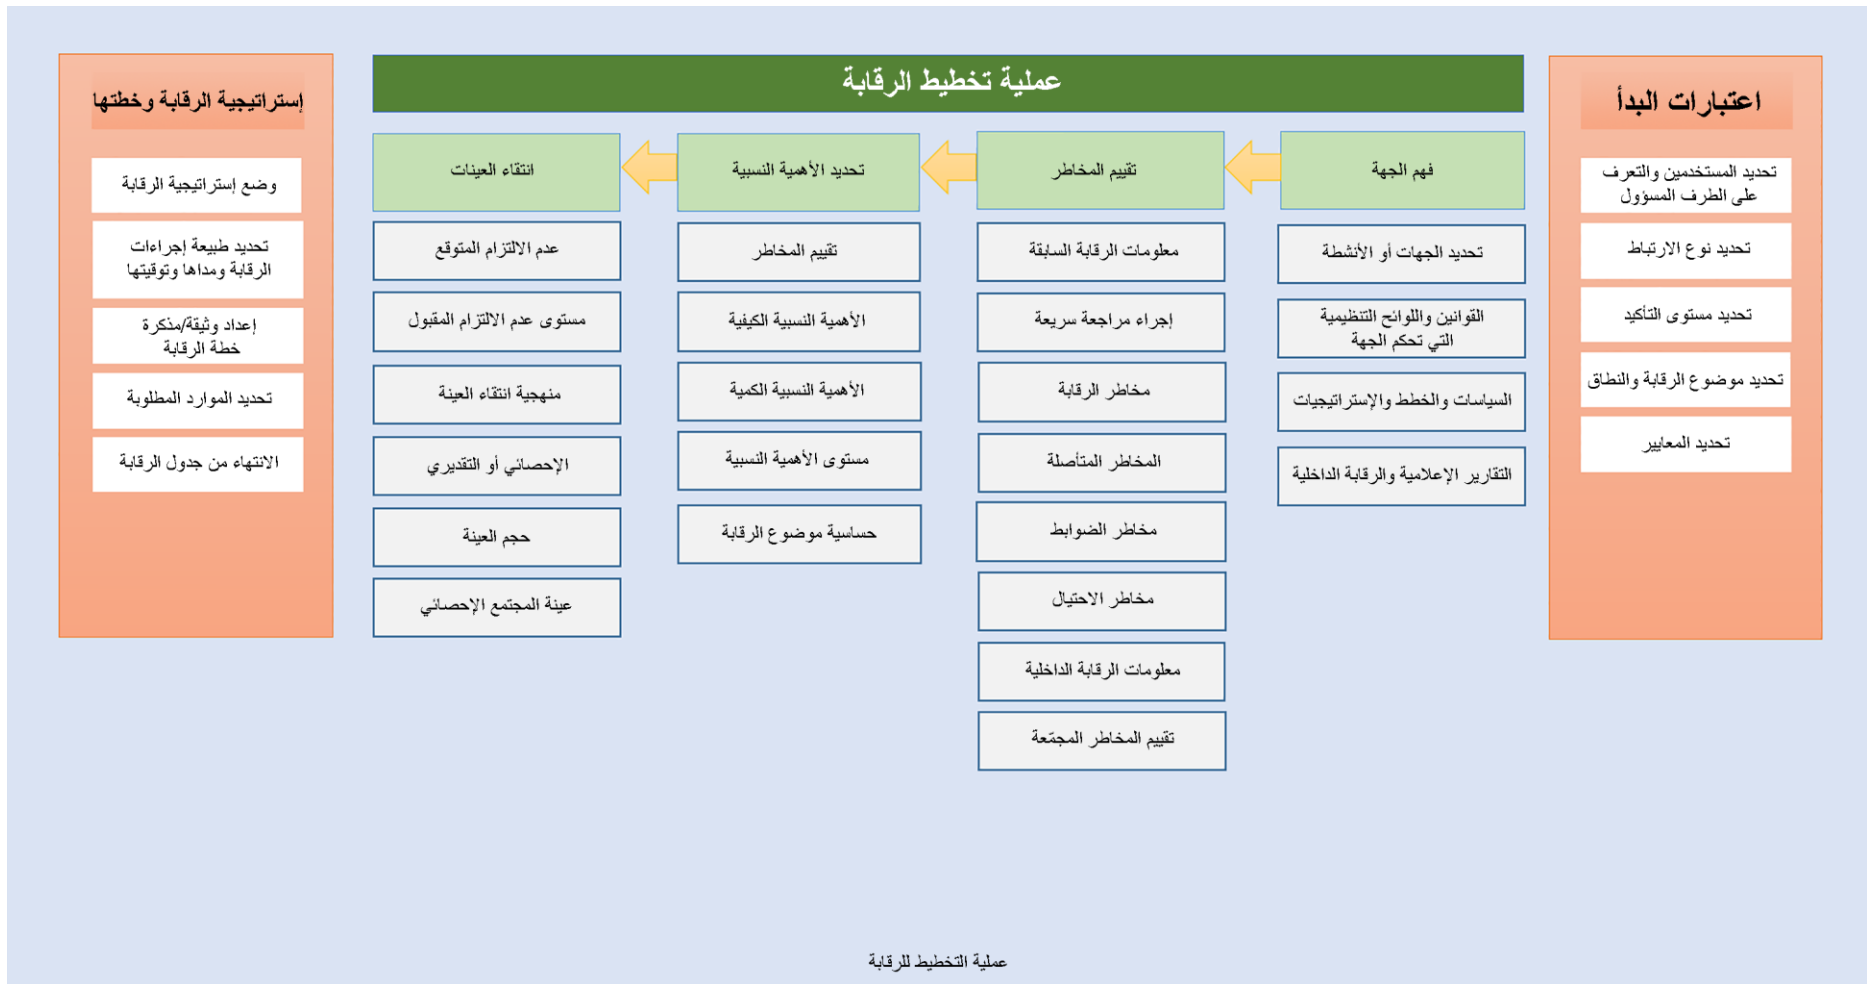 اعتبارات البدأ
تحديد المستخدمين والتعرف
على الطرف المسؤول
تحديد نوع الارتباط
تحديد مستوى التأكيد
تحديد موضوع الرقابة والنطاق
تحديد المعايير
عملية تخطيط الرقابة
فهم الجهة
تحديد الجهات أو الأنشطة
القوانين واللوائح التنظيمية
التي تحكم الجهة
السياسات والخطط والإستراتيجيات
التقارير الإعلامية والرقابة الداخلية
تقييم المخاطر
معلومات الرقابة السابقة
إجراء مراجعة سريعة
مخاطر الرقابة
المخاطر المتأصلة
مخاطر الضوابط
مخاطر الاحتيال
معلومات الرقابة الداخلية
تقييم المخاطر المجمّعة
تحديد الأهمية النسبية
تقييم المخاطر
الأهمية النسبية الكيفية
الأهمية النسبية الكمية
مستوى الأهمية النسبية
حساسية موضوع الرقابة
انتقاء العينات
عدم الالتزام المتوقع
مستوى عدم الالتزام المقبول
منهجية انتقاء العينة
الإحصائي أو التقديري
حجم العينة
عينة المجتمع الإحصائي
إستراتيجية الرقابة وخطتها
وضع إستراتيجية الرقابة
تحديد طبيعة إجراءات
الرقابة ومداها وتوقيتها
إعداد وثيقة/مذكرة
خطة الرقابة
تحديد الموارد المطلوبة
الانتهاء من جدول الرقابة
عملية التخطيط للرقابة